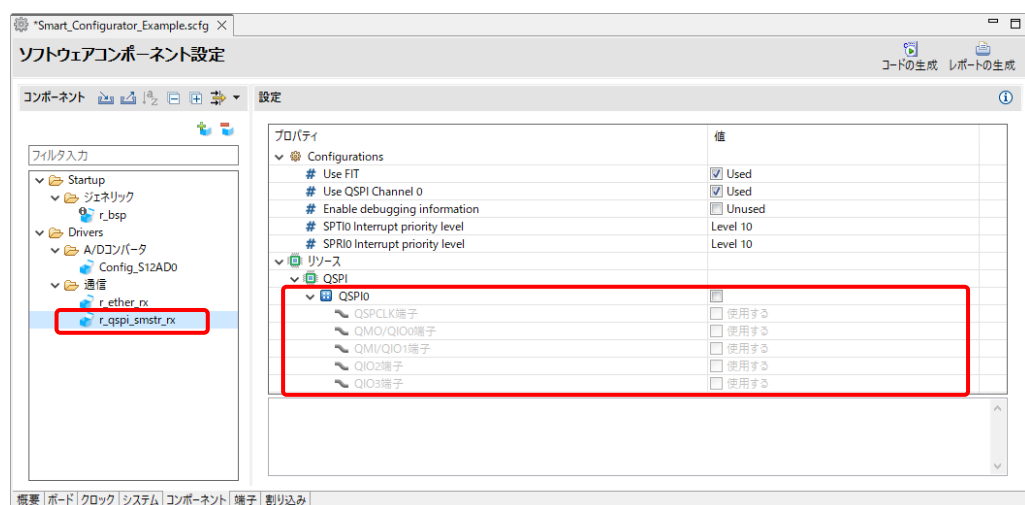 *Smart_Configurator_Example.scfg
ソフトウェアコンポーネント設定
コードの生成 レポートの生成
コンポーネント
設定
フィルタ入力
Startup
ジェネリック
r_bsp
Drivers
A/Dコンバータ
Config_S12AD0
通信
r_ether_rx
r_qspi_smstr_rx
プロパティ 値
Configurations
# Use FIT Used
# Use QSPI Channel 0 Used
# Enable debugging information Unused
# SPTI0 Interrupt priority level Level 10
# SPRI0 Interrupt priority level Level 10
リソース
QSPI
QSPI0
QSPCLK端子 使用する
QMO/QIO0端子 使用する
QMI/QIO1端子 使用する
QIO2端子 使用する
QIO3端子 使用する
概要 ボード クロック システム コンポーネント 端子 割り込み